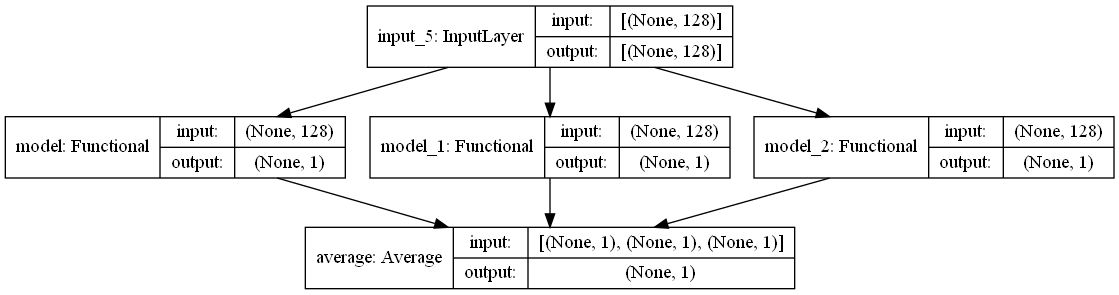 input_5: InputLayer
input:
[(None, 128)]
output:
[(None, 128)]
model: Functional
input:
(None, 128)
output:
(None, 1)
model_1: Functional
input:
(None, 128)
output:
(None, 1)
model_2: Functional
input:
(None, 128)
output:
(None, 1)
average: Average
input:
[(None, 1), (None, 1), (None, 1)]
output:
(None, 1)